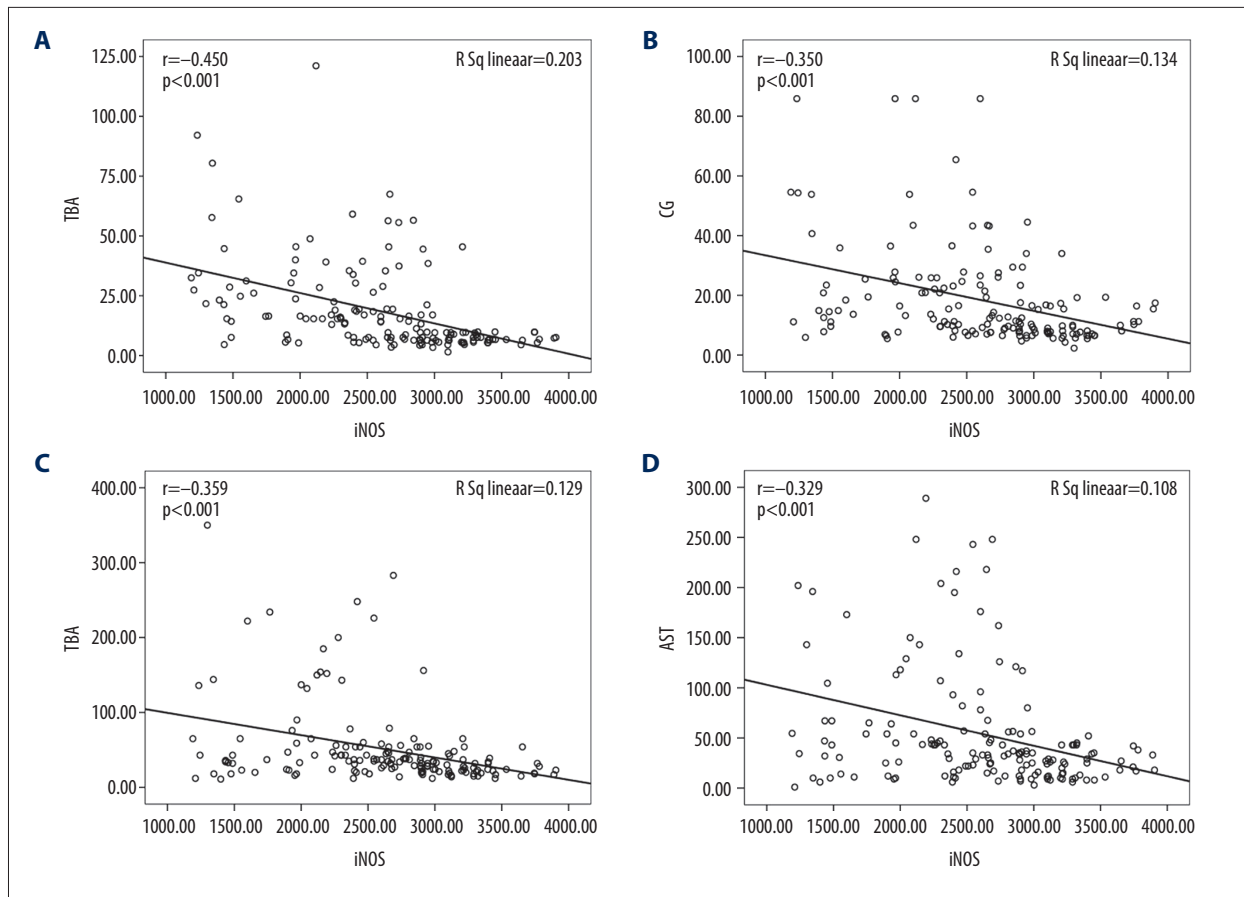 A
r=−0.450
p<0.001
R Sq lineaar=0.203
TBA
125.00
100.00
75.00
50.00
25.00
0.00
1000.00 1500.00 2000.00 2500.00 3000.00 3500.00 4000.00
iNOS
B
r=−0.350
p<0.001
R Sq lineaar=0.134
CG
100.00
80.00
60.00
40.00
20.00
0.00
1000.00 1500.00 2000.00 2500.00 3000.00 3500.00 4000.00
iNOS
C
r=−0.359
p<0.001
R Sq lineaar=0.129
TBA
400.00
300.00
200.00
100.00
0.00
1000.00 1500.00 2000.00 2500.00 3000.00 3500.00 4000.00
iNOS
D
r=−0.329
p<0.001
R Sq lineaar=0.108
AST
300.00
250.00
200.00
150.00
100.00
50.00
0.00
1000.00 1500.00 2000.00 2500.00 3000.00 3500.00 4000.00
iNOS